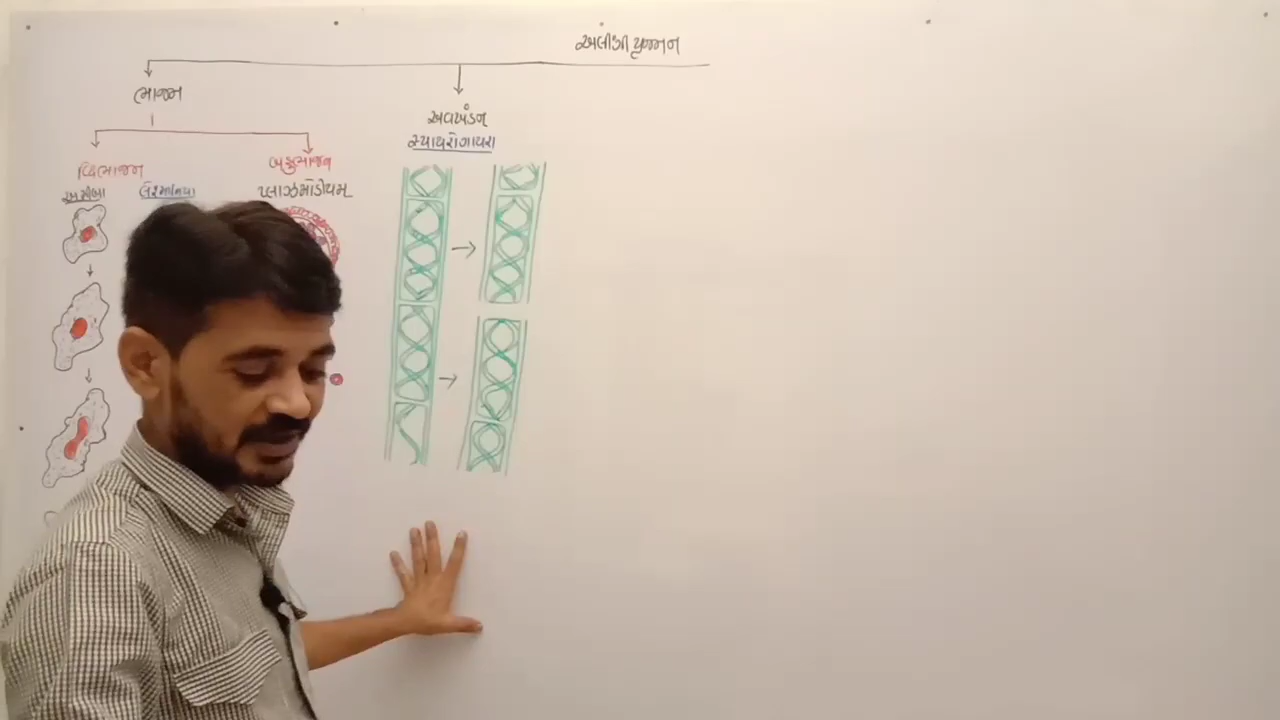 અલીંગી પ્રજનન
ભાજન
અવખંડન
સ્પાયરોગાયરા
દ્વિભાજન
બહુભાજન
અમીબા
લેશ્માનિયા
પ્લાઝમોડીયમ